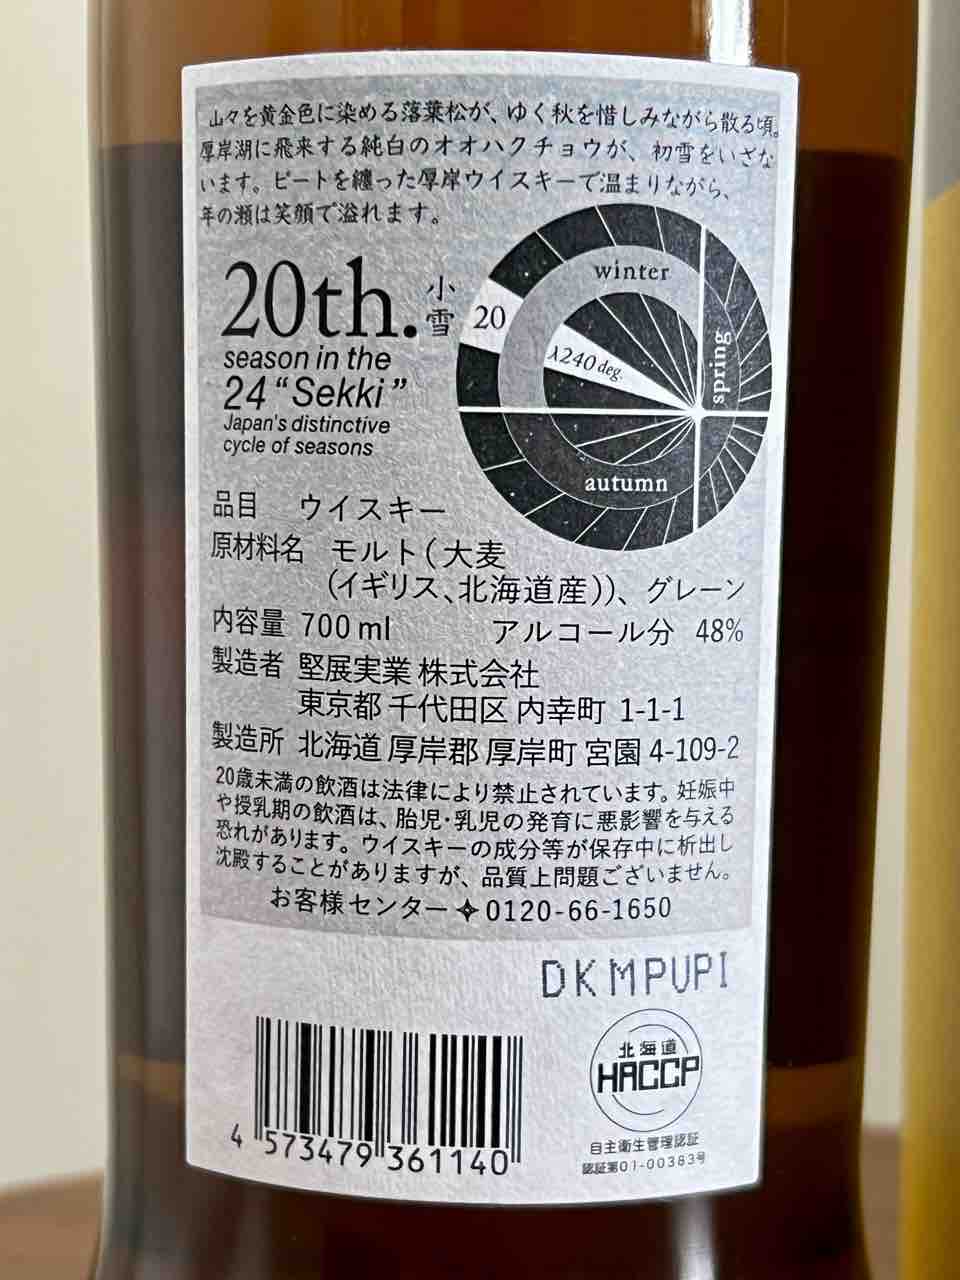 山々を黄金色に染める落葉松が、ゆく秋を惜しみながら散る頃。
厚岸湖に飛来する純白のオオハクチョウが、初雪をいざな
います。ピートを纏った厚岸ウイスキーで温まりながら、
年の瀬は笑顔で溢れます。
20th. 小雪
season in the
24 “Sekki”
Japan's distinctive
cycle of seasons
winter
20
λ240 deg.
spring
autumn
品目 ウイスキー
原材料名 モルト(大麦
(イギリス、北海道産))、グレーン
内容量 700 ml アルコール分 48%
製造者 堅展実業 株式会社
東京都 千代田区 内幸町 1-1-1
製造所 北海道 厚岸郡 厚岸町 宮園 4-109-2
20歳未満の飲酒は法律により禁止されています。妊娠中
や授乳期の飲酒は、胎児・乳児の発育に悪影響を与える
恐れがあります。ウイスキーの成分等が保存中に析出し
沈殿することがありますが、品質上問題ございません。
お客様センター 0120-66-1650
DKMPUPI
北海道
HACCP
自主衛生管理認証
認証第01-00383号
4 573479 361140